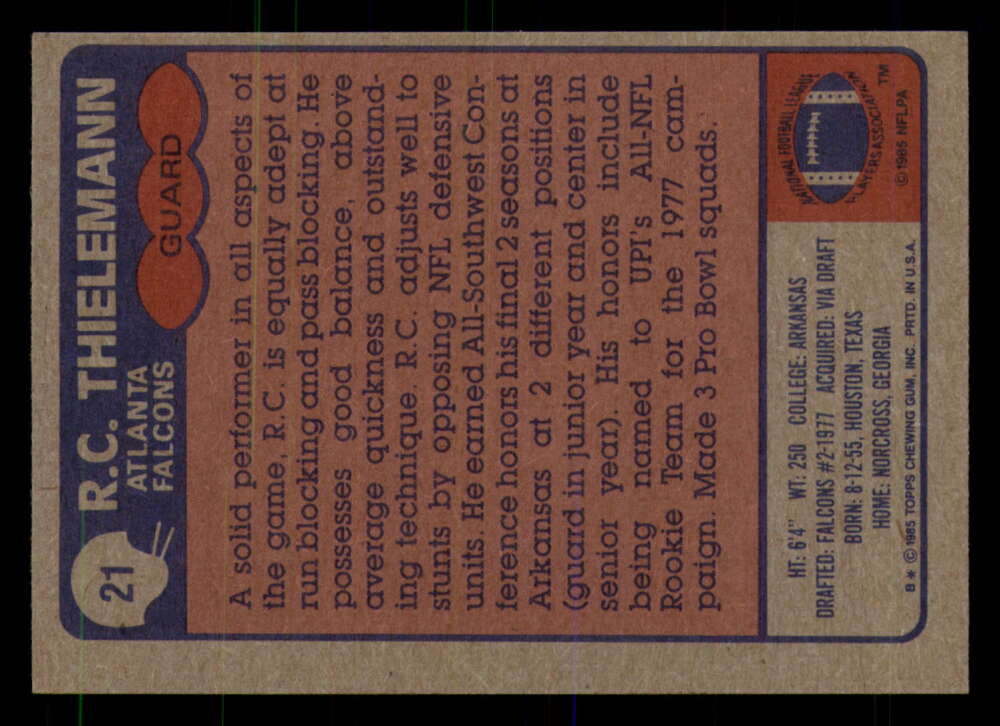 21
R.C. THIELEMANN
ATLANTA
FALCONS
GUARD
A solid performer in all aspects of
the game, R.C. is equally adept at
run blocking and pass blocking. He
possesses good balance, above
average quickness and outstand-
ing technique. R.C. adjusts well to
stunts by opposing NFL defensive
units. He earned All-Southwest Con-
ference honors his final 2 seasons at
Arkansas at 2 different positions
(guard in junior year and center in
senior year). His honors include
being named to UPI's All-NFL
Rookie Team for the 1977 cam-
paign. Made 3 Pro Bowl squads.
HT: 6'4" WT: 250 COLLEGE: ARKANSAS
DRAFTED: FALCONS #2-1977 ACQUIRED: VIA DRAFT
BORN: 8-12-55, HOUSTON, TEXAS
HOME: NORCROSS, GEORGIA
8* © 1985 TOPPS CHEWING GUM, INC. PRTD. IN U.S.A.
NATIONAL FOOTBALL LEAGUE
PLAYERS ASSOCIATION
TM
© 1985 NFLPA